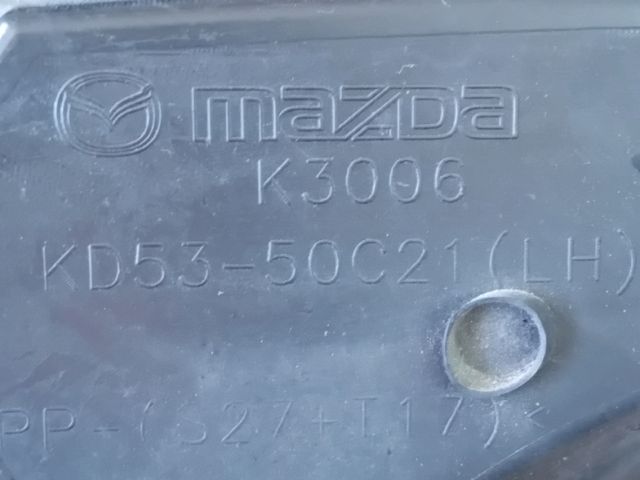 mazda
K3006
KD53-50C21(LH)
PP-(S27+T17)<